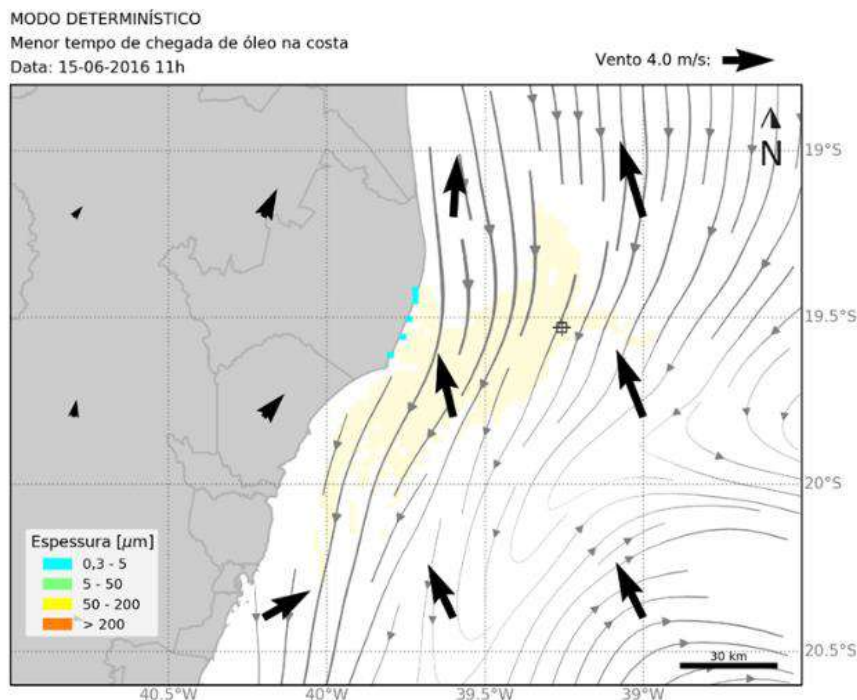 MODO DETERMINÍSTICO
Menor tempo de chegada de óleo na costa
Data: 15-06-2016 11h
Vento 4.0 m/s:
N
19°S
19.5°S
20°S
20.5°S
Espessura [μm]
0,3 - 5
5 - 50
50 - 200
> 200
30 km
40.5°W
40°W
39.5°W
39°W